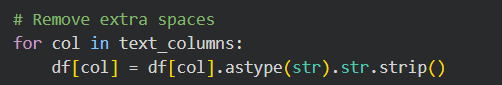 # Remove extra spaces
for col in text_columns:
    df[col] = df[col].astype(str).str.strip()